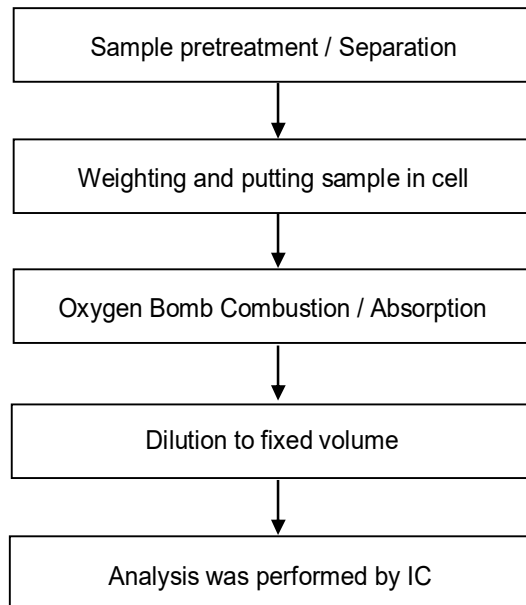 Sample pretreatment / Separation
Weighting and putting sample in cell
Oxygen Bomb Combustion / Absorption
Dilution to fixed volume
Analysis was performed by IC